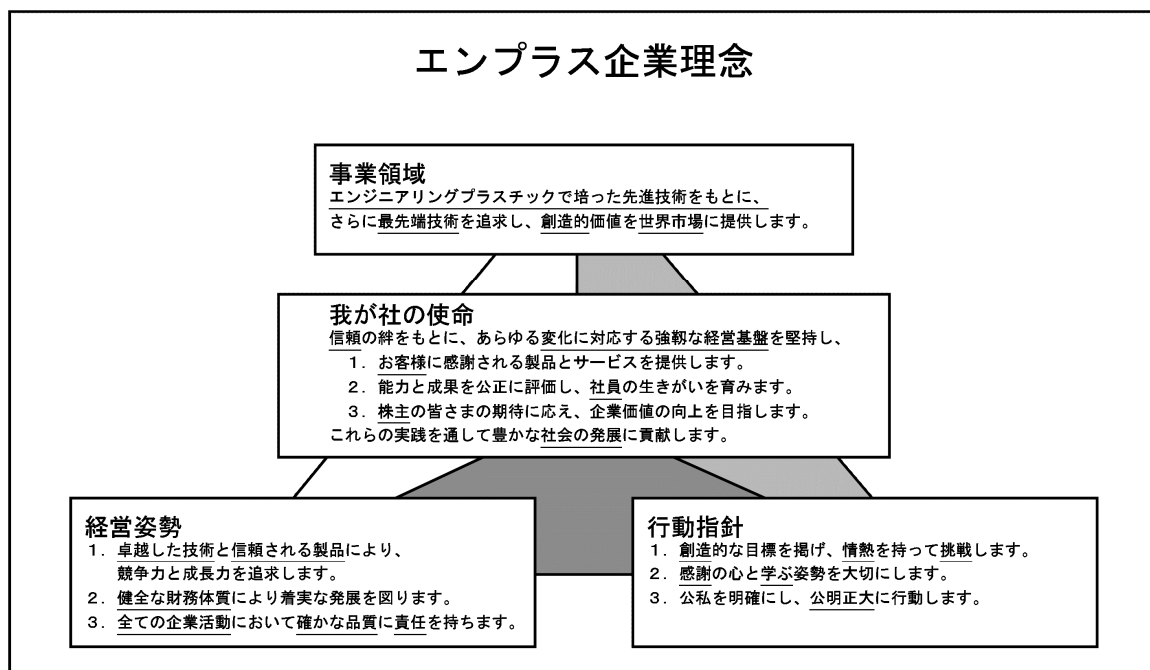 エンプラス企業理念
事業領域
エンジニアリングプラスチックで培った先進技術をもとに、
さらに最先端技術を追求し、創造的価値を世界市場に提供します。
我が社の使命
信頼の絆をもとに、あらゆる変化に対応する強靱な経営基盤を堅持し、
1. お客様に感謝される製品とサービスを提供します。
2. 能力と成果を公正に評価し、社員の生きがいを育みます。
3. 株主の皆さまの期待に応え、企業価値の向上を目指します。
これらの実践を通して豊かな社会の発展に貢献します。
経営姿勢
1. 卓越した技術と信頼される製品により、
競争力と成長力を追求します。
2. 健全な財務体質により着実な発展を図ります。
3. 全ての企業活動において確かな品質に責任を持ちます。
行動指針
1. 創造的な目標を掲げ、情熱を持って挑戦します。
2. 感謝の心と学ぶ姿勢を大切にします。
3. 公私を明確にし、公明正大に行動します。